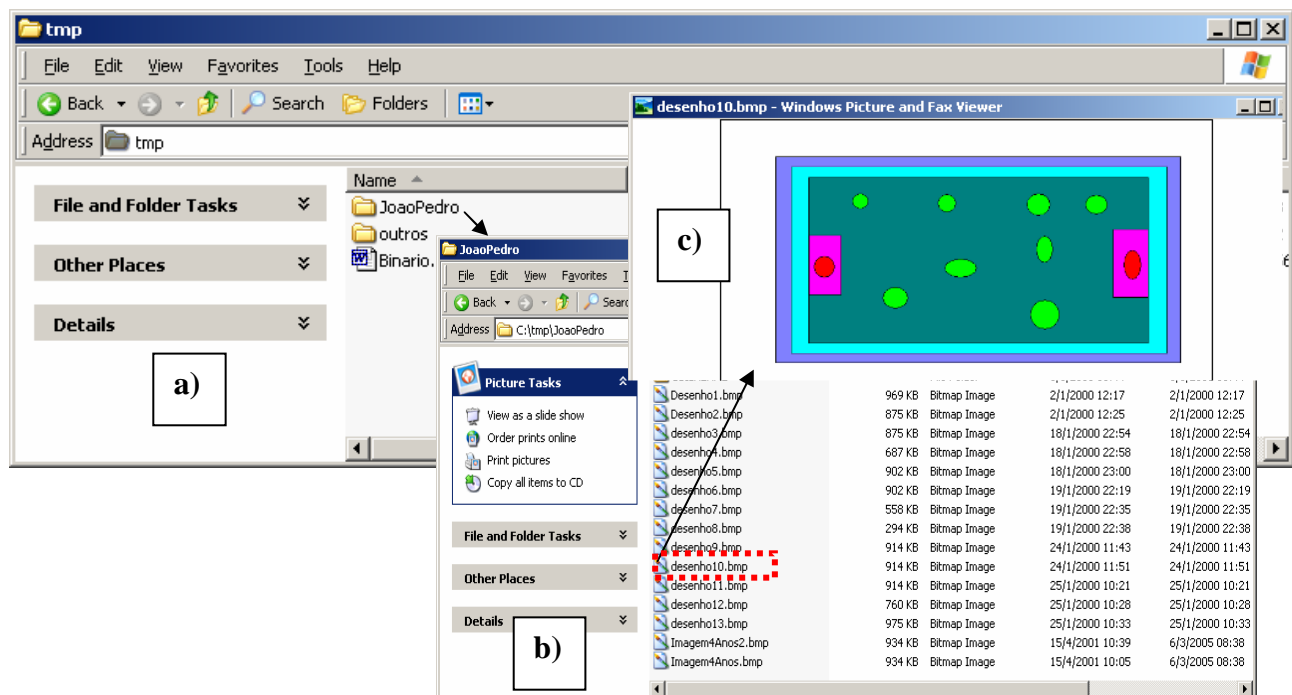 tmp
File Edit View Favorites Tools Help
Back Search Folders
Address tmp
File and Folder Tasks
Other Places
Details
a)
Name
JoaoPedro
outros
Binario.
JoaoPedro
File Edit View Favorites
Back
Address C:\tmp\JoaoPedro
Picture Tasks
View as a slide show
Order prints online
Print pictures
Copy all items to CD
File and Folder Tasks
Other Places
Details
b)
desenho10.bmp - Windows Picture and Fax Viewer
c)
Desenho1.bmp 969 KB Bitmap Image 2/1/2000 12:17 2/1/2000 12:17
Desenho2.bmp 875 KB Bitmap Image 2/1/2000 12:25 2/1/2000 12:25
desenho3.bmp 875 KB Bitmap Image 18/1/2000 22:54 18/1/2000 22:54
desenho4.bmp 687 KB Bitmap Image 18/1/2000 22:58 18/1/2000 22:58
desenho5.bmp 902 KB Bitmap Image 18/1/2000 23:00 18/1/2000 23:00
desenho6.bmp 902 KB Bitmap Image 19/1/2000 22:19 19/1/2000 22:19
desenho7.bmp 558 KB Bitmap Image 19/1/2000 22:35 19/1/2000 22:35
desenho8.bmp 294 KB Bitmap Image 19/1/2000 22:38 19/1/2000 22:38
desenho9.bmp 914 KB Bitmap Image 24/1/2000 11:43 24/1/2000 11:43
desenho10.bmp 914 KB Bitmap Image 24/1/2000 11:51 24/1/2000 11:51
desenho11.bmp 914 KB Bitmap Image 25/1/2000 10:21 25/1/2000 10:21
desenho12.bmp 760 KB Bitmap Image 25/1/2000 10:28 25/1/2000 10:28
desenho13.bmp 975 KB Bitmap Image 25/1/2000 10:33 25/1/2000 10:33
Imagem4Anos2.bmp 934 KB Bitmap Image 15/4/2001 10:39 6/3/2005 08:38
Imagem4Anos.bmp 934 KB Bitmap Image 15/4/2001 10:05 6/3/2005 08:38